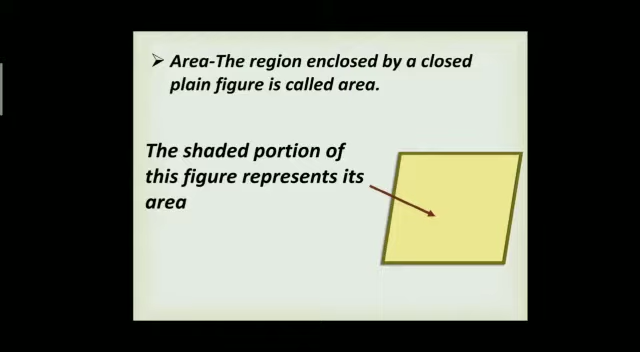 ➢ Area-The region enclosed by a closed
plain figure is called area.
The shaded portion of
this figure represents its
area